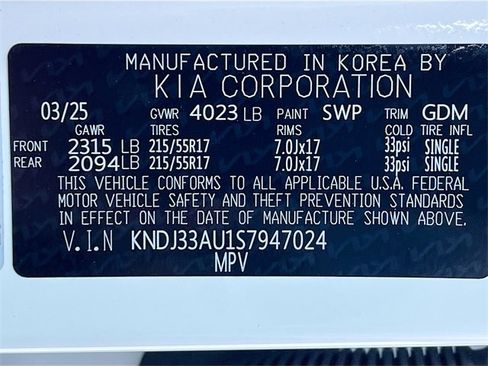 MANUFACTURED IN KOREA BY
KIA CORPORATION
03/25 GVWR 4023 LB PAINT SWP TRIM GDM
GAWR TIRES RIMS COLD TIRE INFL
FRONT 2315 LB 215/55R17 7.0Jx17 33psi SINGLE
REAR 2094 LB 215/55R17 7.0Jx17 33psi SINGLE
THIS VEHICLE CONFORMS TO ALL APPLICABLE U.S.A. FEDERAL
MOTOR VEHICLE SAFETY AND THEFT PREVENTION STANDARDS
IN EFFECT ON THE DATE OF MANUFACTURE SHOWN ABOVE.
V.I.N KNDJ33AU1S7947024
MPV